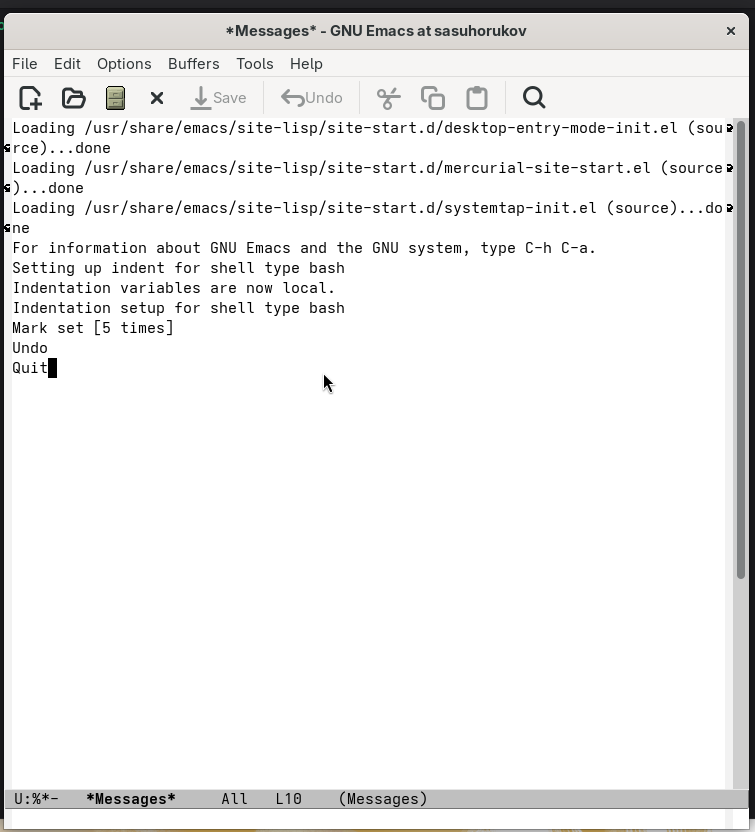 *Messages* - GNU Emacs at sasuhorukov
File Edit Options Buffers Tools Help
Save Undo
Loading /usr/share/emacs/site-lisp/site-start.d/desktop-entry-mode-init.el (sou
rce)...done
Loading /usr/share/emacs/site-lisp/site-start.d/mercurial-site-start.el (source
)...done
Loading /usr/share/emacs/site-lisp/site-start.d/systemtap-init.el (source)...do
ne
For information about GNU Emacs and the GNU system, type C-h C-a.
Setting up indent for shell type bash
Indentation variables are now local.
Indentation setup for shell type bash
Mark set [5 times]
Undo
Quit
U:%*- *Messages* All L10 (Messages)